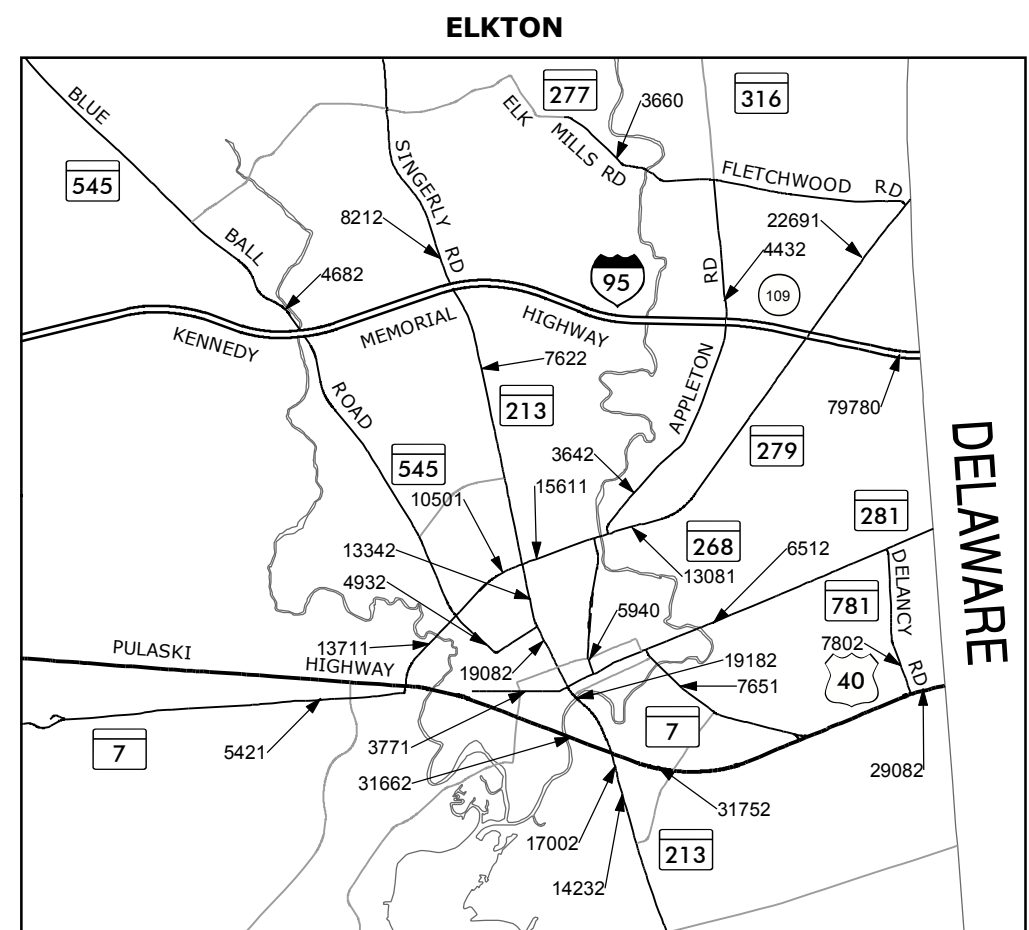 ELKTON
277
316
BLUE
ELK
3660
MILLS RD
545
SINGERLY
RD
FLETCHWOOD RD
8212
22691
BALL
4432
RD
4682
95
109
KENNEDY
MEMORIAL
HIGHWAY
7622
APPLETON
79780
ROAD
213
279
DELAWARE
545
3642
10501
15611
281
268
6512
13342
13081
DELANCY
RD
4932
5940
781
7802
13711
PULASKI
HIGHWAY
19082
19182
40
7651
7
5421
3771
7
31662
29082
31752
17002
213
14232